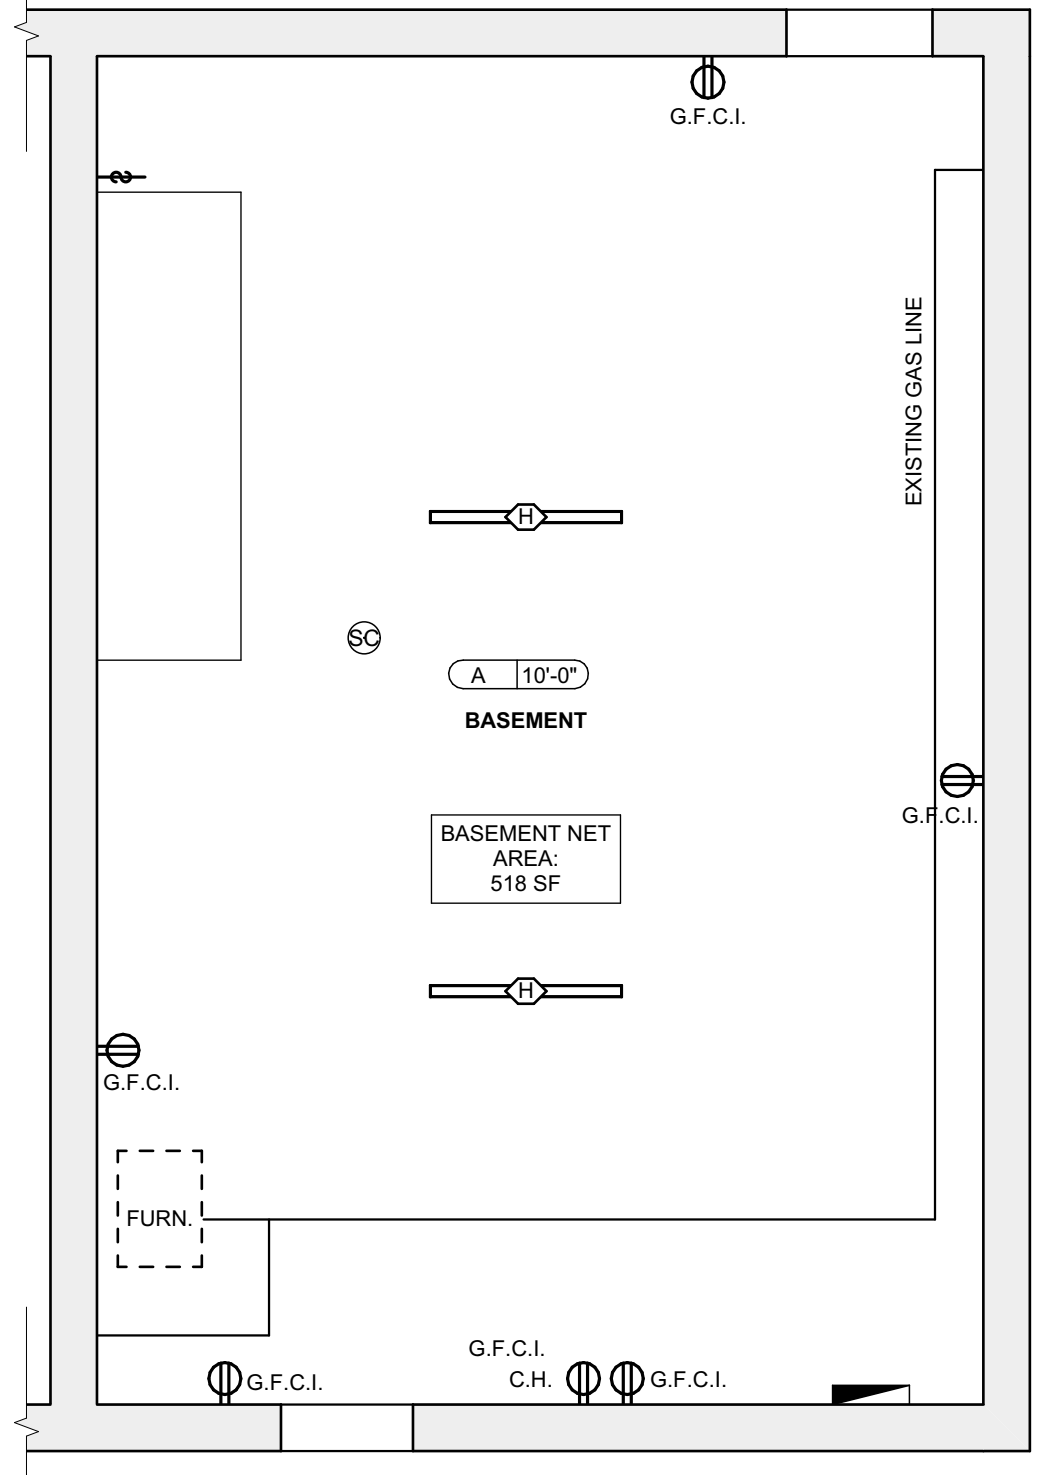 G.F.C.I.
EXISTING GAS LINE
H
SC
A 10'-0"
BASEMENT
G.F.C.I.
BASEMENT NET
AREA:
518 SF
H
G.F.C.I.
FURN.
G.F.C.I.
G.F.C.I.
C.H.
G.F.C.I.